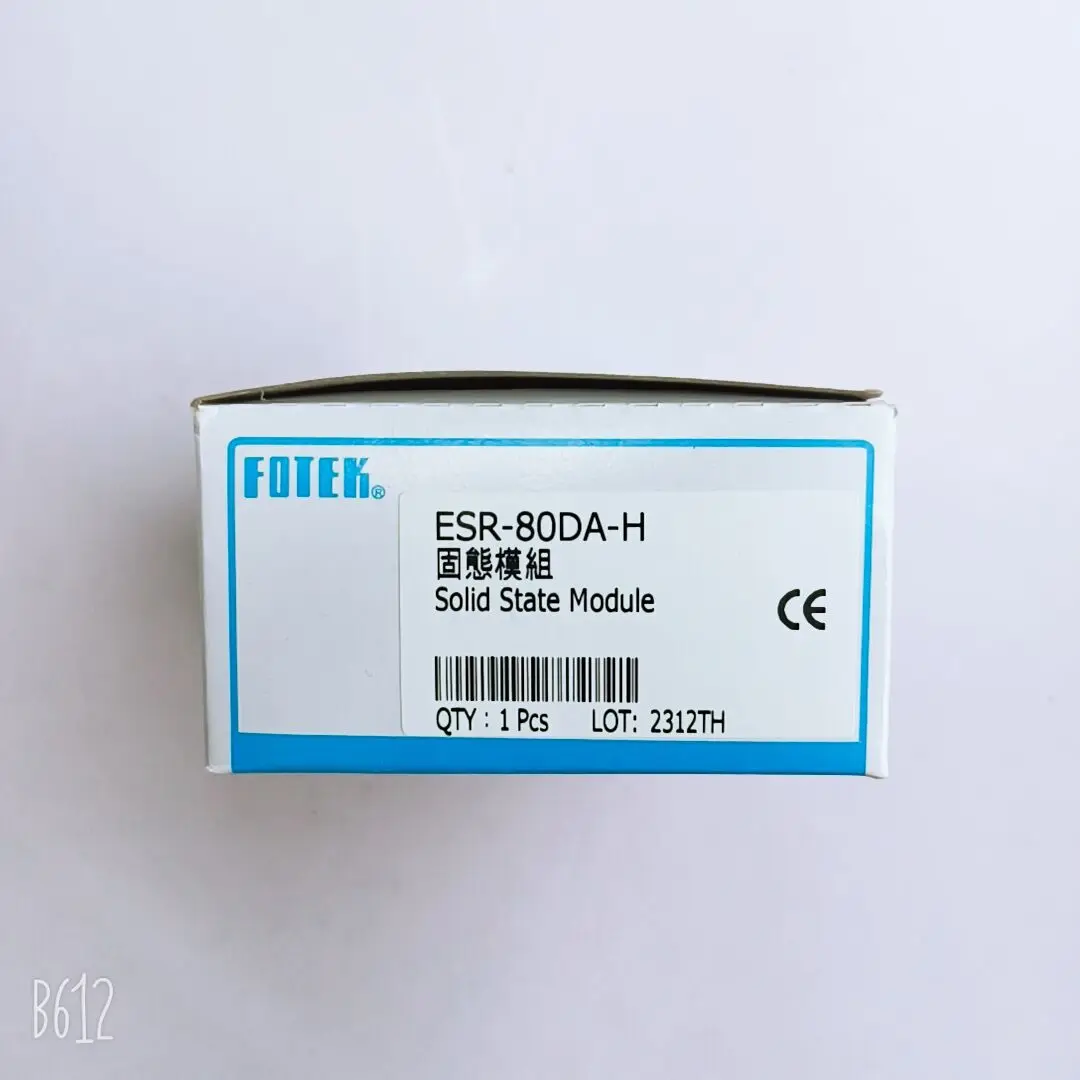 FOTEK®
ESR-80DA-H
固態模組
Solid State Module
CE
QTY : 1 Pcs LOT: 2312TH
B612